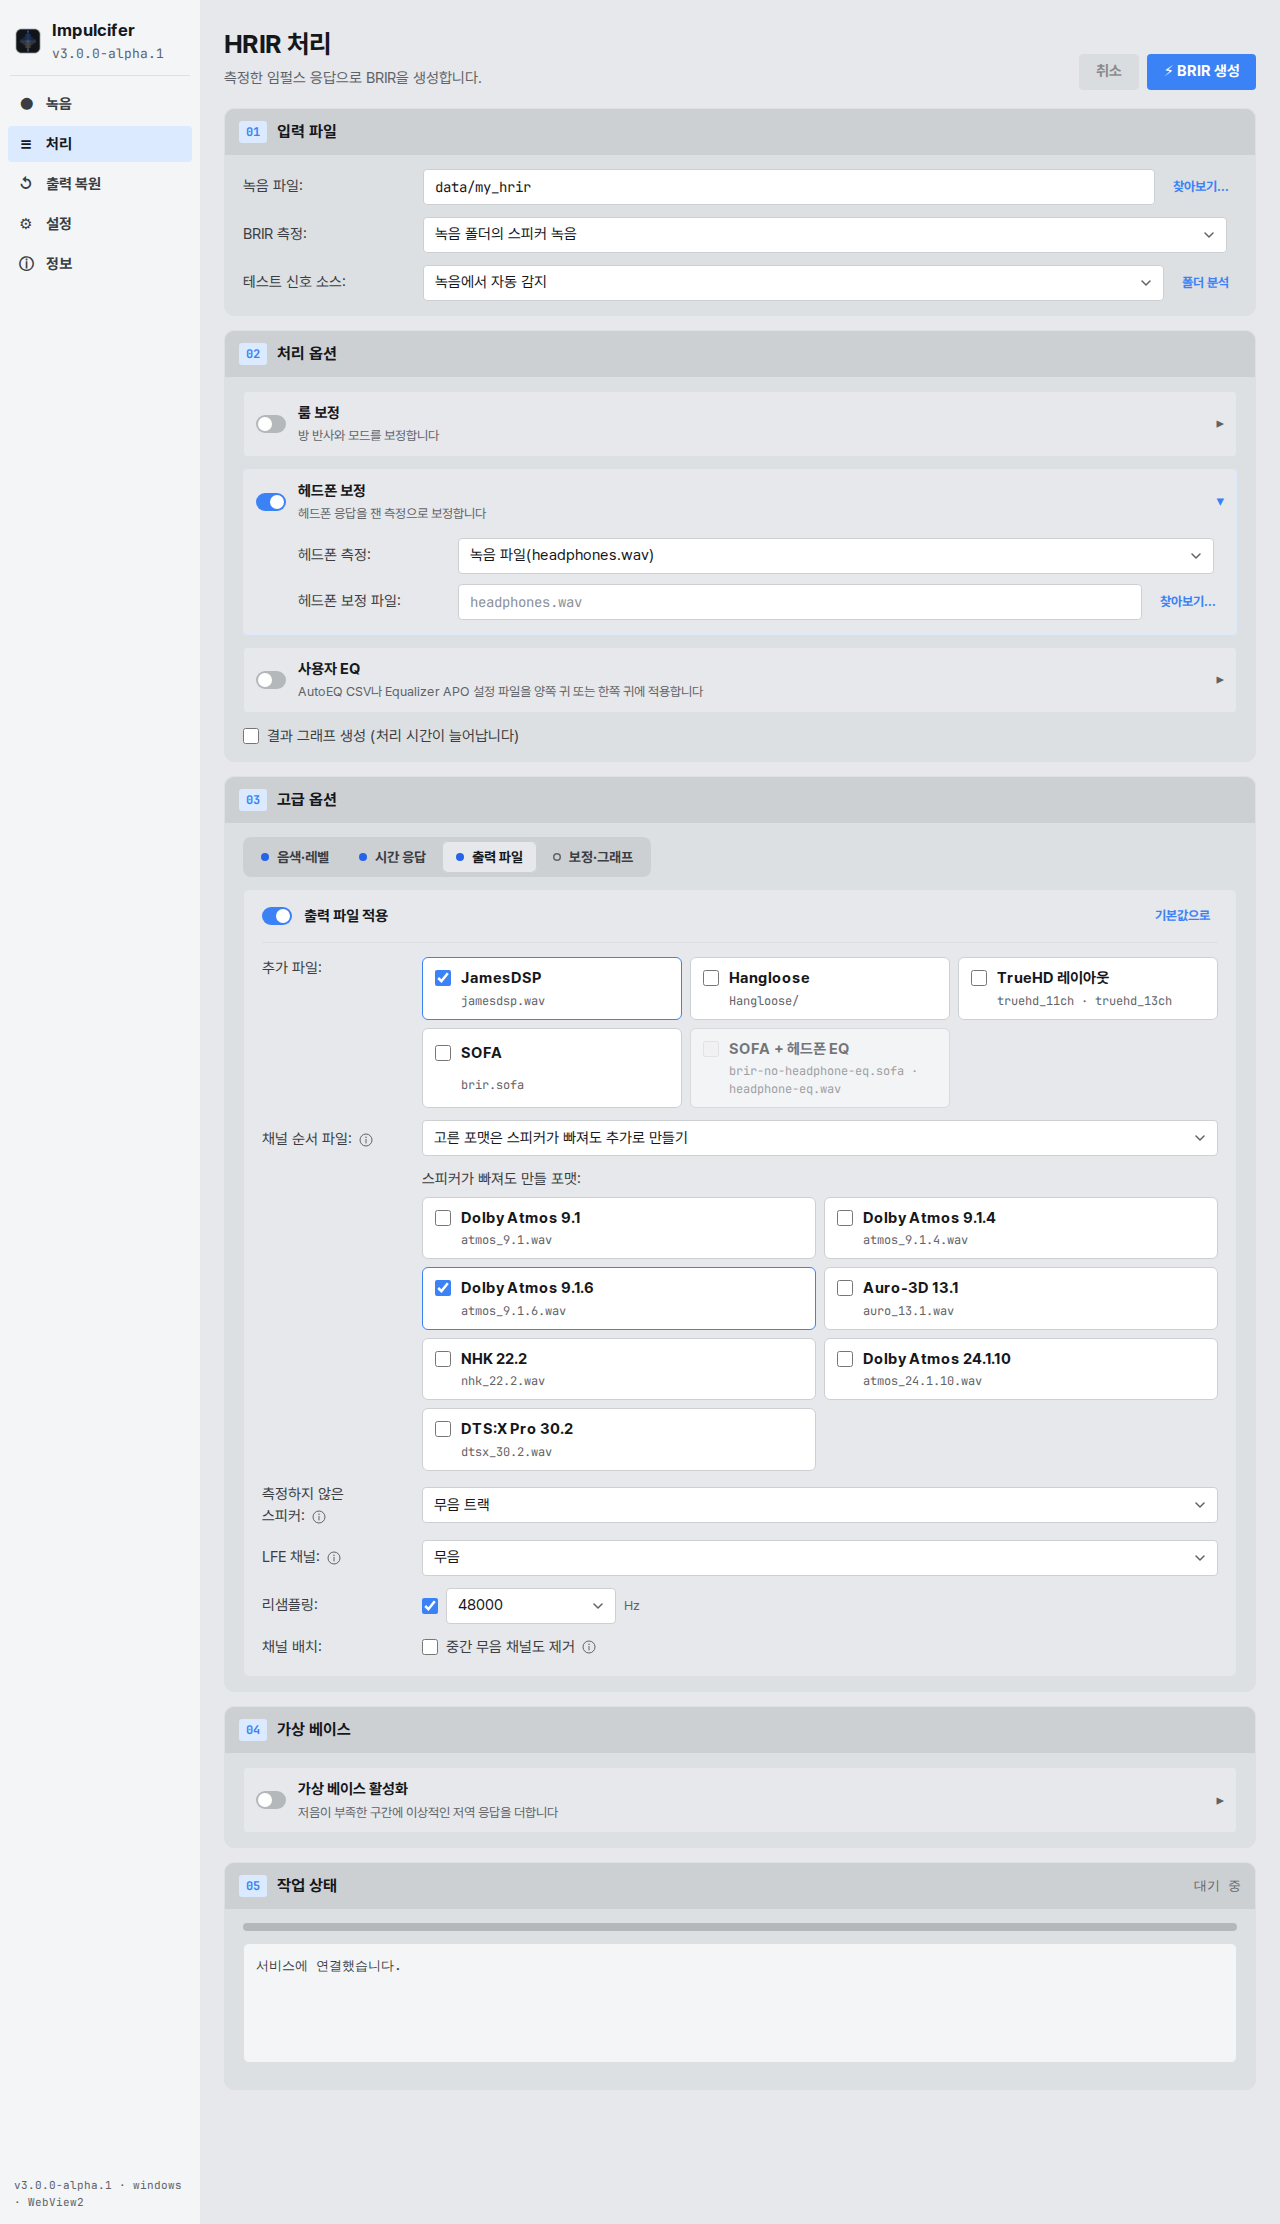 Impulcifer
v3.0.0-alpha.1
녹음
처리
출력 복원
설정
정보
HRIR 처리
측정한 임펄스 응답으로 BRIR을 생성합니다.
취소
⚡ BRIR 생성
01 입력 파일
녹음 파일:
data/my_hrir
찾아보기...
BRIR 측정:
녹음 폴더의 스피커 녹음
테스트 신호 소스:
녹음에서 자동 감지
폴더 분석
02 처리 옵션
룸 보정
방 반사와 모드를 보정합니다
헤드폰 보정
헤드폰 응답을 잰 측정으로 보정합니다
헤드폰 측정:
녹음 파일(headphones.wav)
헤드폰 보정 파일:
headphones.wav
찾아보기...
사용자 EQ
AutoEQ CSV나 Equalizer APO 설정 파일을 양쪽 귀 또는 한쪽 귀에 적용합니다
결과 그래프 생성 (처리 시간이 늘어납니다)
03 고급 옵션
음색·레벨
시간 응답
출력 파일
보정·그래프
출력 파일 적용
기본값으로
추가 파일:
JamesDSP
jamesdsp.wav
Hangloose
Hangloose/
TrueHD 레이아웃
truehd_11ch · truehd_13ch
SOFA
brir.sofa
SOFA + 헤드폰 EQ
brir-no-headphone-eq.sofa ·
headphone-eq.wav
채널 순서 파일: ⓘ
고른 포맷은 스피커가 빠져도 추가로 만들기
스피커가 빠져도 만들 포맷:
Dolby Atmos 9.1
atmos_9.1.wav
Dolby Atmos 9.1.4
atmos_9.1.4.wav
Dolby Atmos 9.1.6
atmos_9.1.6.wav
Auro-3D 13.1
auro_13.1.wav
NHK 22.2
nhk_22.2.wav
Dolby Atmos 24.1.10
atmos_24.1.10.wav
DTS:X Pro 30.2
dtsx_30.2.wav
측정하지 않은
스피커: ⓘ
무음 트랙
LFE 채널: ⓘ
무음
리샘플링:
48000
Hz
채널 배치:
중간 무음 채널도 제거 ⓘ
04 가상 베이스
가상 베이스 활성화
저음이 부족한 구간에 이상적인 저역 응답을 더합니다
05 작업 상태
대기 중
서비스에 연결했습니다.
v3.0.0-alpha.1 · windows
· WebView2